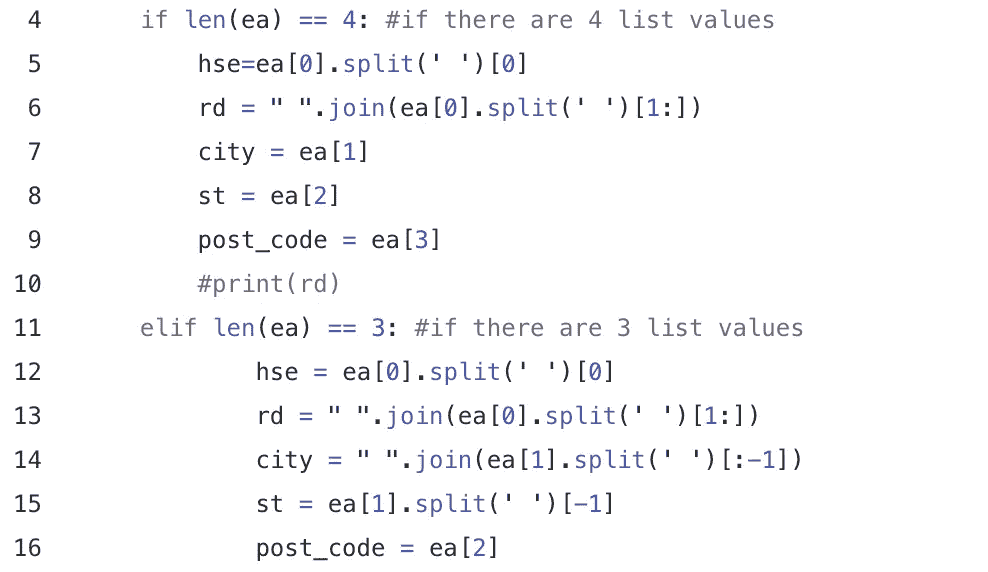 4 if len(ea) == 4: #if there are 4 list values
5 hse=ea[0].split(' ')[0]
6 rd = " ".join(ea[0].split(' ')[1:])
7 city = ea[1]
8 st = ea[2]
9 post_code = ea[3]
10 #print(rd)
11 elif len(ea) == 3: #if there are 3 list values
12 hse = ea[0].split(' ')[0]
13 rd = " ".join(ea[0].split(' ')[1:])
14 city = " ".join(ea[1].split(' ')[:-1])
15 st = ea[1].split(' ')[-1]
16 post_code = ea[2]